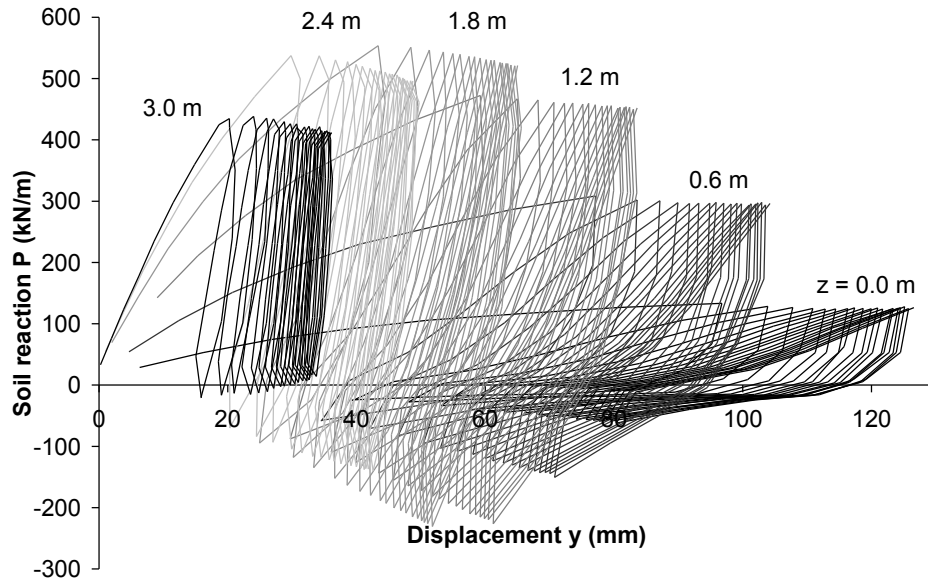 600
500
400
300
200
100
0
-100
-200
-300
Soil reaction P (kN/m)
2.4 m
1.8 m
1.2 m
3.0 m
0.6 m
z = 0.0 m
0
20
40
60
80
100
120
Displacement y (mm)